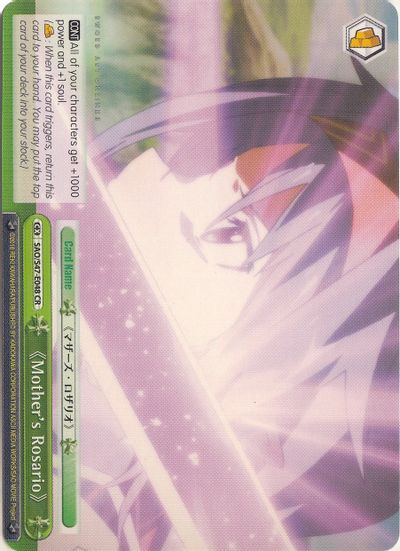 SWORD ART ONLINE
CONT All of your characters get +1000
power and +1 soul.
( : When this card triggers, return this
card to your hand. You may put the top
card of your deck into your stock.)
Card Name
《マザーズ・ロザリオ》
SAO/S47-E048 CR
《Mother's Rosario》